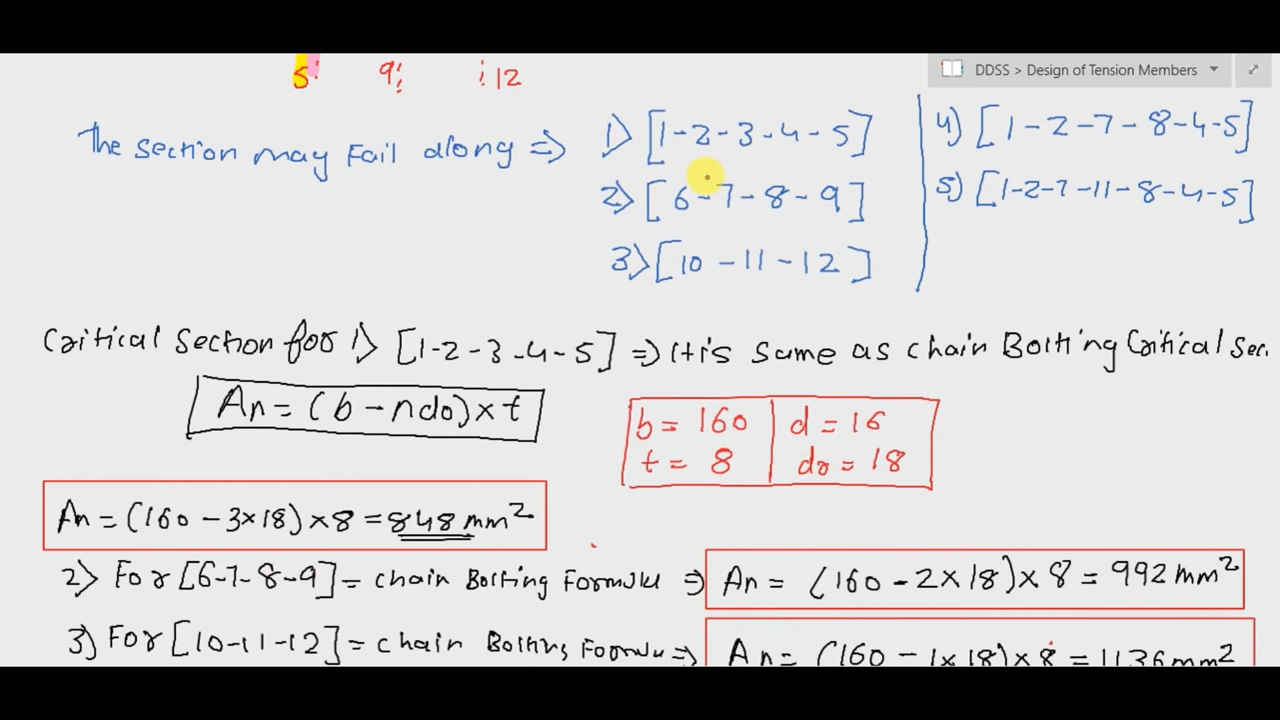 5 9 12
DDSS > Design of Tension Members
The section may Fail along => 1) [1-2-3-4-5]
2) [6-7-8-9]
3) [10-11-12]
4) [1-2-7-8-4-5]
5) [1-2-7-11-8-4-5]
Critical Section for 1) [1-2-3-4-5] => It's same as chain Bolting Critical Sec.
An = (b - ndo) x t
b = 160 d = 16
t = 8 do = 18
An = (160 - 3x18) x 8 = 848 mm²
2) For [6-7-8-9] = chain Bolting Formula => An = (160 - 2x18) x 8 = 992 mm²
3) For [10-11-12] = chain Bolting Formula => An = (160 - 1x18) x 8 = 1136 mm²